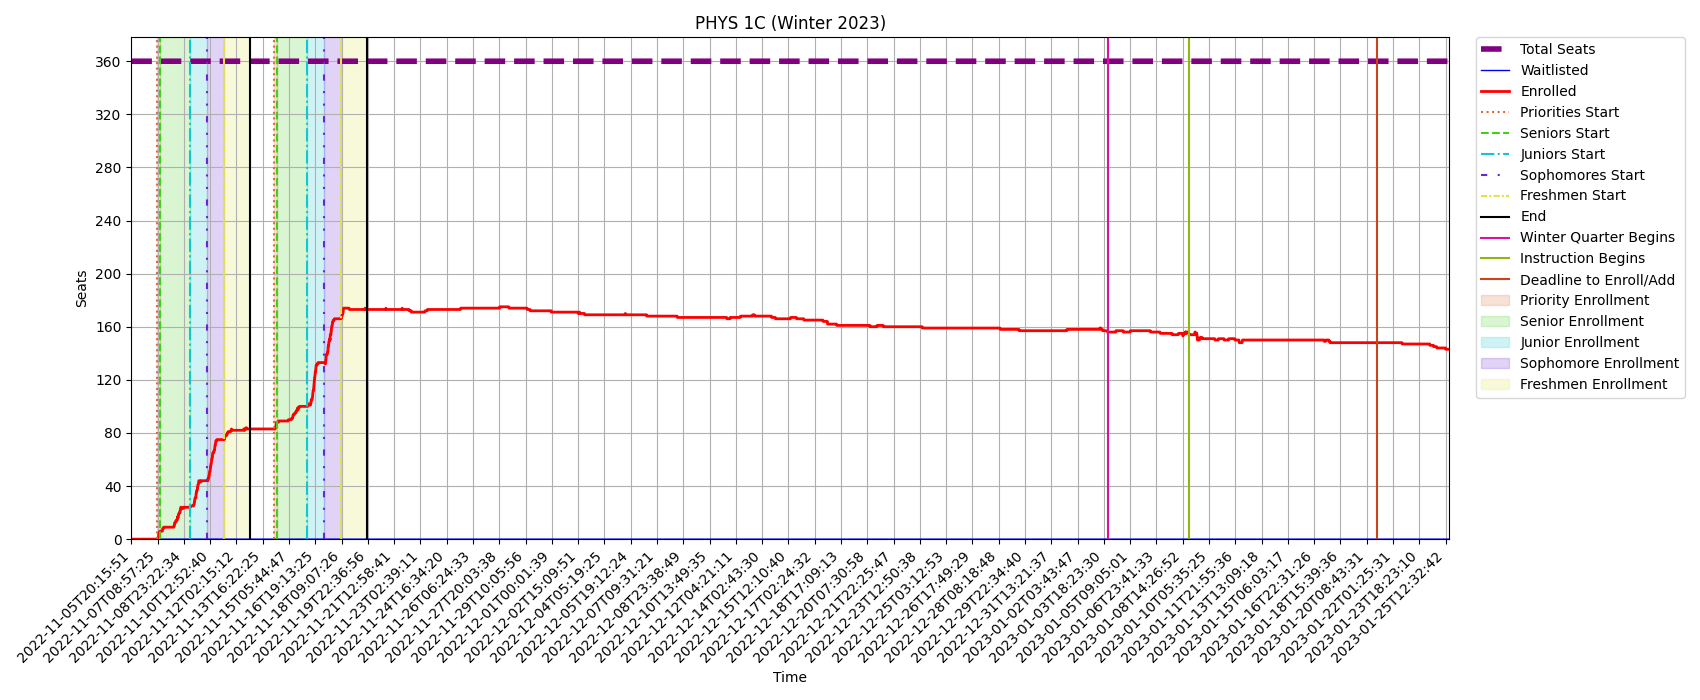 PHYS 1C (Winter 2023)
Seats
360
320
280
240
200
160
120
80
40
0
2022-11-05T20:15:51
2022-11-07T08:57:25
2022-11-08T23:22:34
2022-11-10T12:52:40
2022-11-12T02:15:12
2022-11-13T16:22:25
2022-11-15T05:44:47
2022-11-16T19:13:25
2022-11-18T09:07:26
2022-11-19T22:36:56
2022-11-21T12:58:41
2022-11-23T02:39:11
2022-11-24T16:34:20
2022-11-26T06:24:33
2022-11-27T20:03:38
2022-11-29T10:05:56
2022-12-01T00:01:39
2022-12-02T15:09:51
2022-12-04T05:19:25
2022-12-05T19:12:24
2022-12-07T09:31:21
2022-12-08T23:38:49
2022-12-10T13:49:35
2022-12-12T04:21:11
2022-12-14T02:43:30
2022-12-15T12:10:40
2022-12-17T02:24:32
2022-12-18T17:09:13
2022-12-20T07:30:58
2022-12-21T22:25:47
2022-12-23T12:50:38
2022-12-25T03:12:53
2022-12-26T17:49:29
2022-12-28T08:18:48
2022-12-29T22:34:40
2022-12-31T13:21:37
2023-01-02T03:43:47
2023-01-03T18:23:30
2023-01-05T09:05:01
2023-01-06T23:41:33
2023-01-08T14:26:52
2023-01-10T05:35:25
2023-01-11T21:55:36
2023-01-13T13:09:18
2023-01-15T06:03:17
2023-01-16T22:31:26
2023-01-18T15:39:36
2023-01-20T08:43:31
2023-01-22T01:25:31
2023-01-23T18:23:10
2023-01-25T12:32:42
Time
Total Seats
Waitlisted
Enrolled
Priorities Start
Seniors Start
Juniors Start
Sophomores Start
Freshmen Start
End
Winter Quarter Begins
Instruction Begins
Deadline to Enroll/Add
Priority Enrollment
Senior Enrollment
Junior Enrollment
Sophomore Enrollment
Freshmen Enrollment